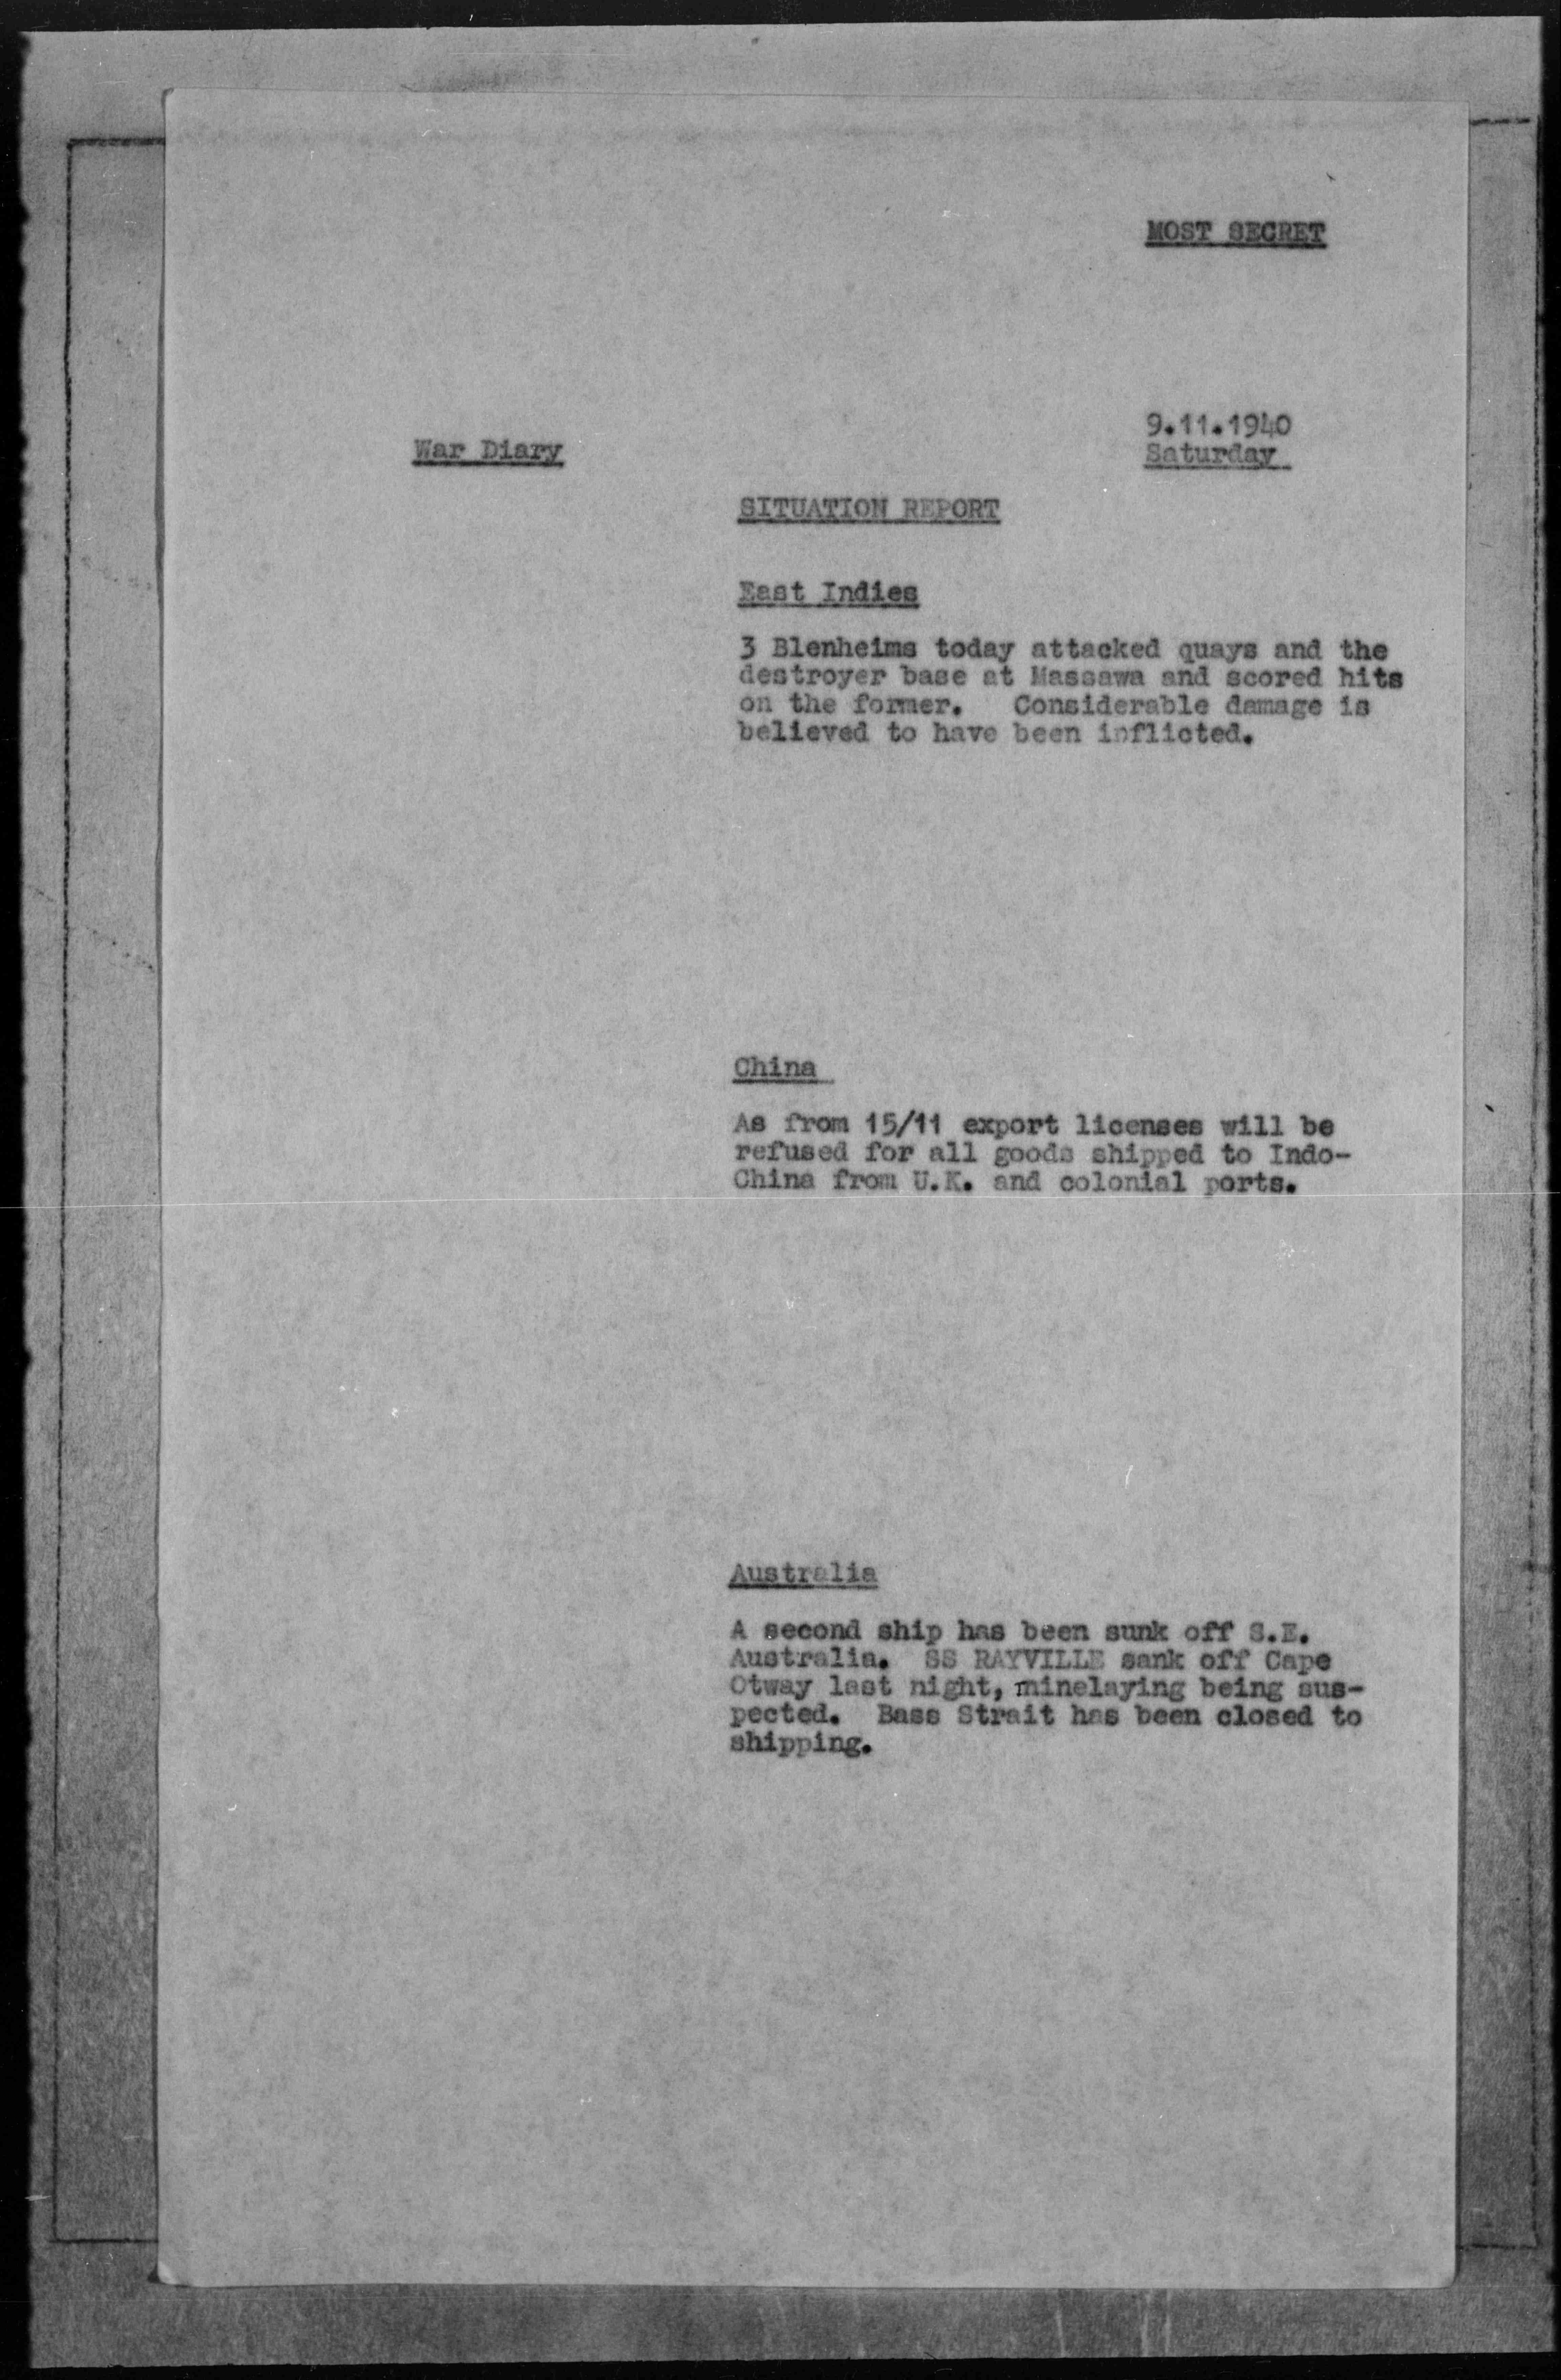 MOST SECRET
9.11.1940
War Diary
Saturday
SITUATION REPORT
East Indies
3 Blenheims today attacked quays and the
destroyer base at Massawa and scored hits
on the former. Considerable damage is
believed to have been inflicted.
China
As from 15/11 export licenses will be
refused for all goods shipped to Indo-
China from U.K. and colonial ports.
Australia
A second ship has been sunk off S.E.
Australia. SS RAYVILLE sank off Cape
Otway last night, minelaying being sus-
pected. Bass Strait has been closed to
shipping.